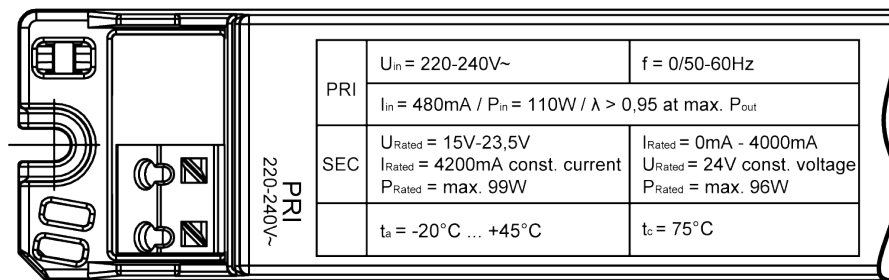 PRI
220-240V~
PRI
Uin = 220-240V~
f = 0/50-60Hz
Iin = 480mA / Pin = 110W / λ > 0,95 at max. Pout
SEC
URated = 15V-23,5V
IRated = 4200mA const. current
PRated = max. 99W
IRated = 0mA - 4000mA
URated = 24V const. voltage
PRated = max. 96W
ta = -20°C ... +45°C
tc = 75°C